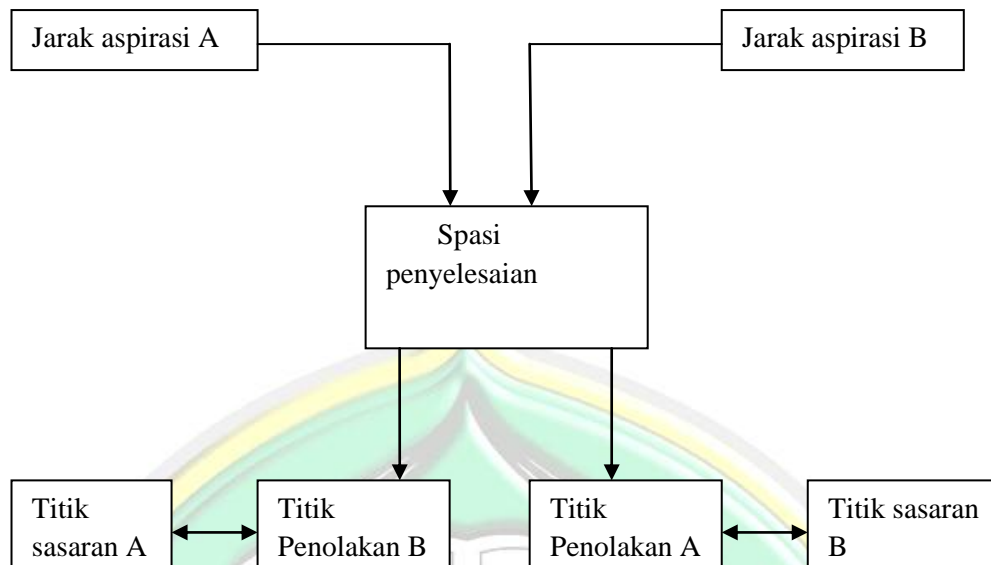 Jarak aspirasi A
Jarak aspirasi B
Spasi
penyelesaian
Titik
sasaran A
Titik
Penolakan B
Titik
Penolakan A
Titik sasaran
B